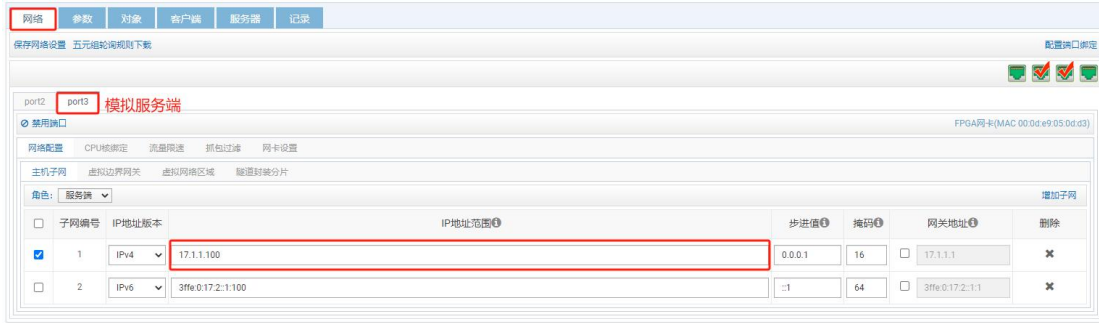 网络 参数 对象 客户端 服务器 记录
保存网络设置 五元组轮询规则下载 配置端口绑定
port2 port3 模拟服务端
禁用端口 FPGA网卡(MAC 00:0d:e9:05:0d:d3)
网络配置 CPU核绑定 流量限速 抓包过滤 网卡设置
主机子网 虚拟边界网关 虚拟网络区域 隧道封装分片
角色: 服务端 增加子网
子网编号 IP地址版本 IP地址范围 步进值 掩码 网关地址 删除
1 IPv4 17.1.1.100 0.0.0.1 16 17.1.1.1
2 IPv6 3ffe:0:17:2::1:100 ::1 64 3ffe:0:17:2::1:1